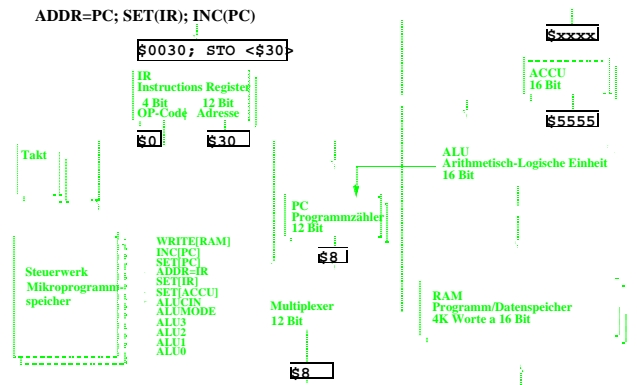 ADDR=PC; SET(IR); INC(PC)
$xxxx
$0030; STO <$30>
IR
Instructions Register
4 Bit 12 Bit
OP-Code Adresse
$0 $30
ACCU
16 Bit
$5555
Takt
ALU
Arithmetisch-Logische Einheit
16 Bit
PC
Programmzähler
12 Bit
$8
Steuerwerk
Mikroprogramm-
speicher
WRITE[RAM]
INC[PC]
SET[PC]
ADDR=IR
SET[IR]
SET[ACCU]
ALUCIN
ALUMODE
ALU3
ALU2
ALU1
ALU0
Multiplexer
12 Bit
RAM
Programm/Datenspeicher
4K Worte a 16 Bit
$8